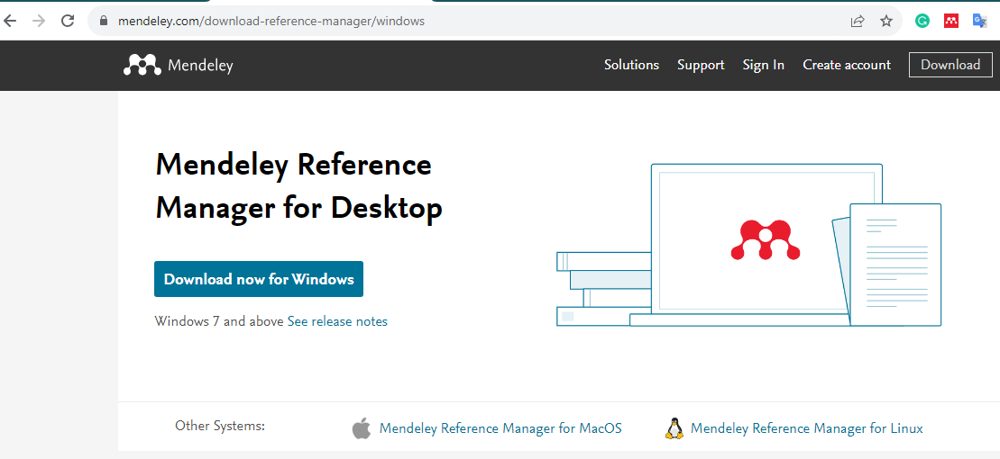 mendeley.com/download-reference-manager/windows
Mendeley
Solutions Support Sign In Create account Download
Mendeley Reference
Manager for Desktop
Download now for Windows
Windows 7 and above See release notes
Other Systems: Mendeley Reference Manager for MacOS Mendeley Reference Manager for Linux